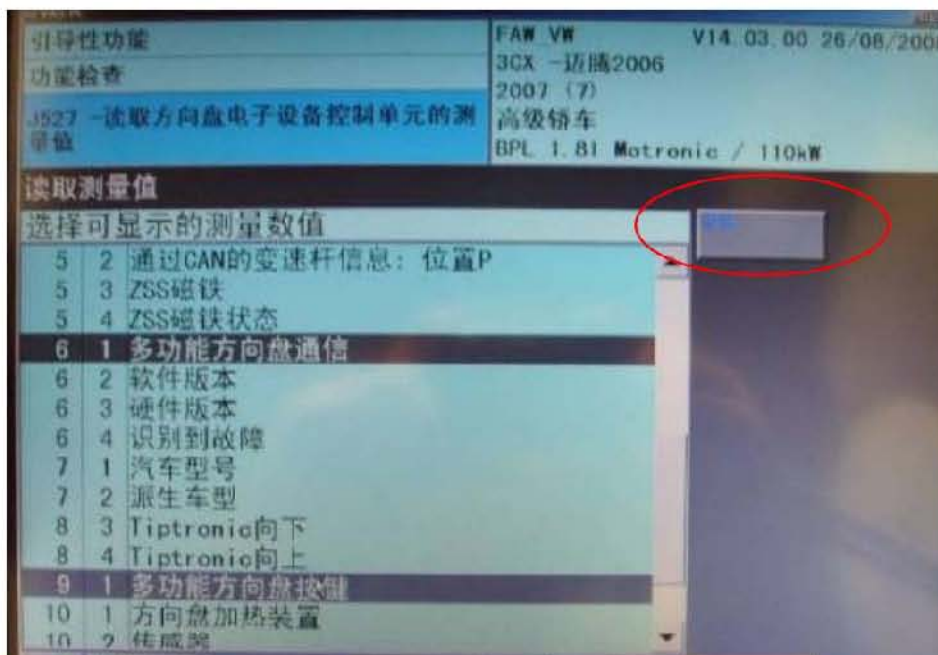 引导性功能
功能检查
J527 -读取方向盘电子设备控制单元的测
量值
FAW VW V14.03.00 26/08/200
3CX -迈腾2006
2007 (7)
高级轿车
BPL 1.8l Motronic / 110kW
读取测量值
选择可显示的测量数值
5 2 通过CAN的变速杆信息: 位置P
5 3 ZSS磁铁
5 4 ZSS磁铁状态
6 1 多功能方向盘通信
6 2 软件版本
6 3 硬件版本
6 4 识别到故障
7 1 汽车型号
7 2 派生车型
8 3 Tiptronic向下
8 4 Tiptronic向上
9 1 多功能方向盘按键
10 1 方向盘加热装置
10 2 传感器